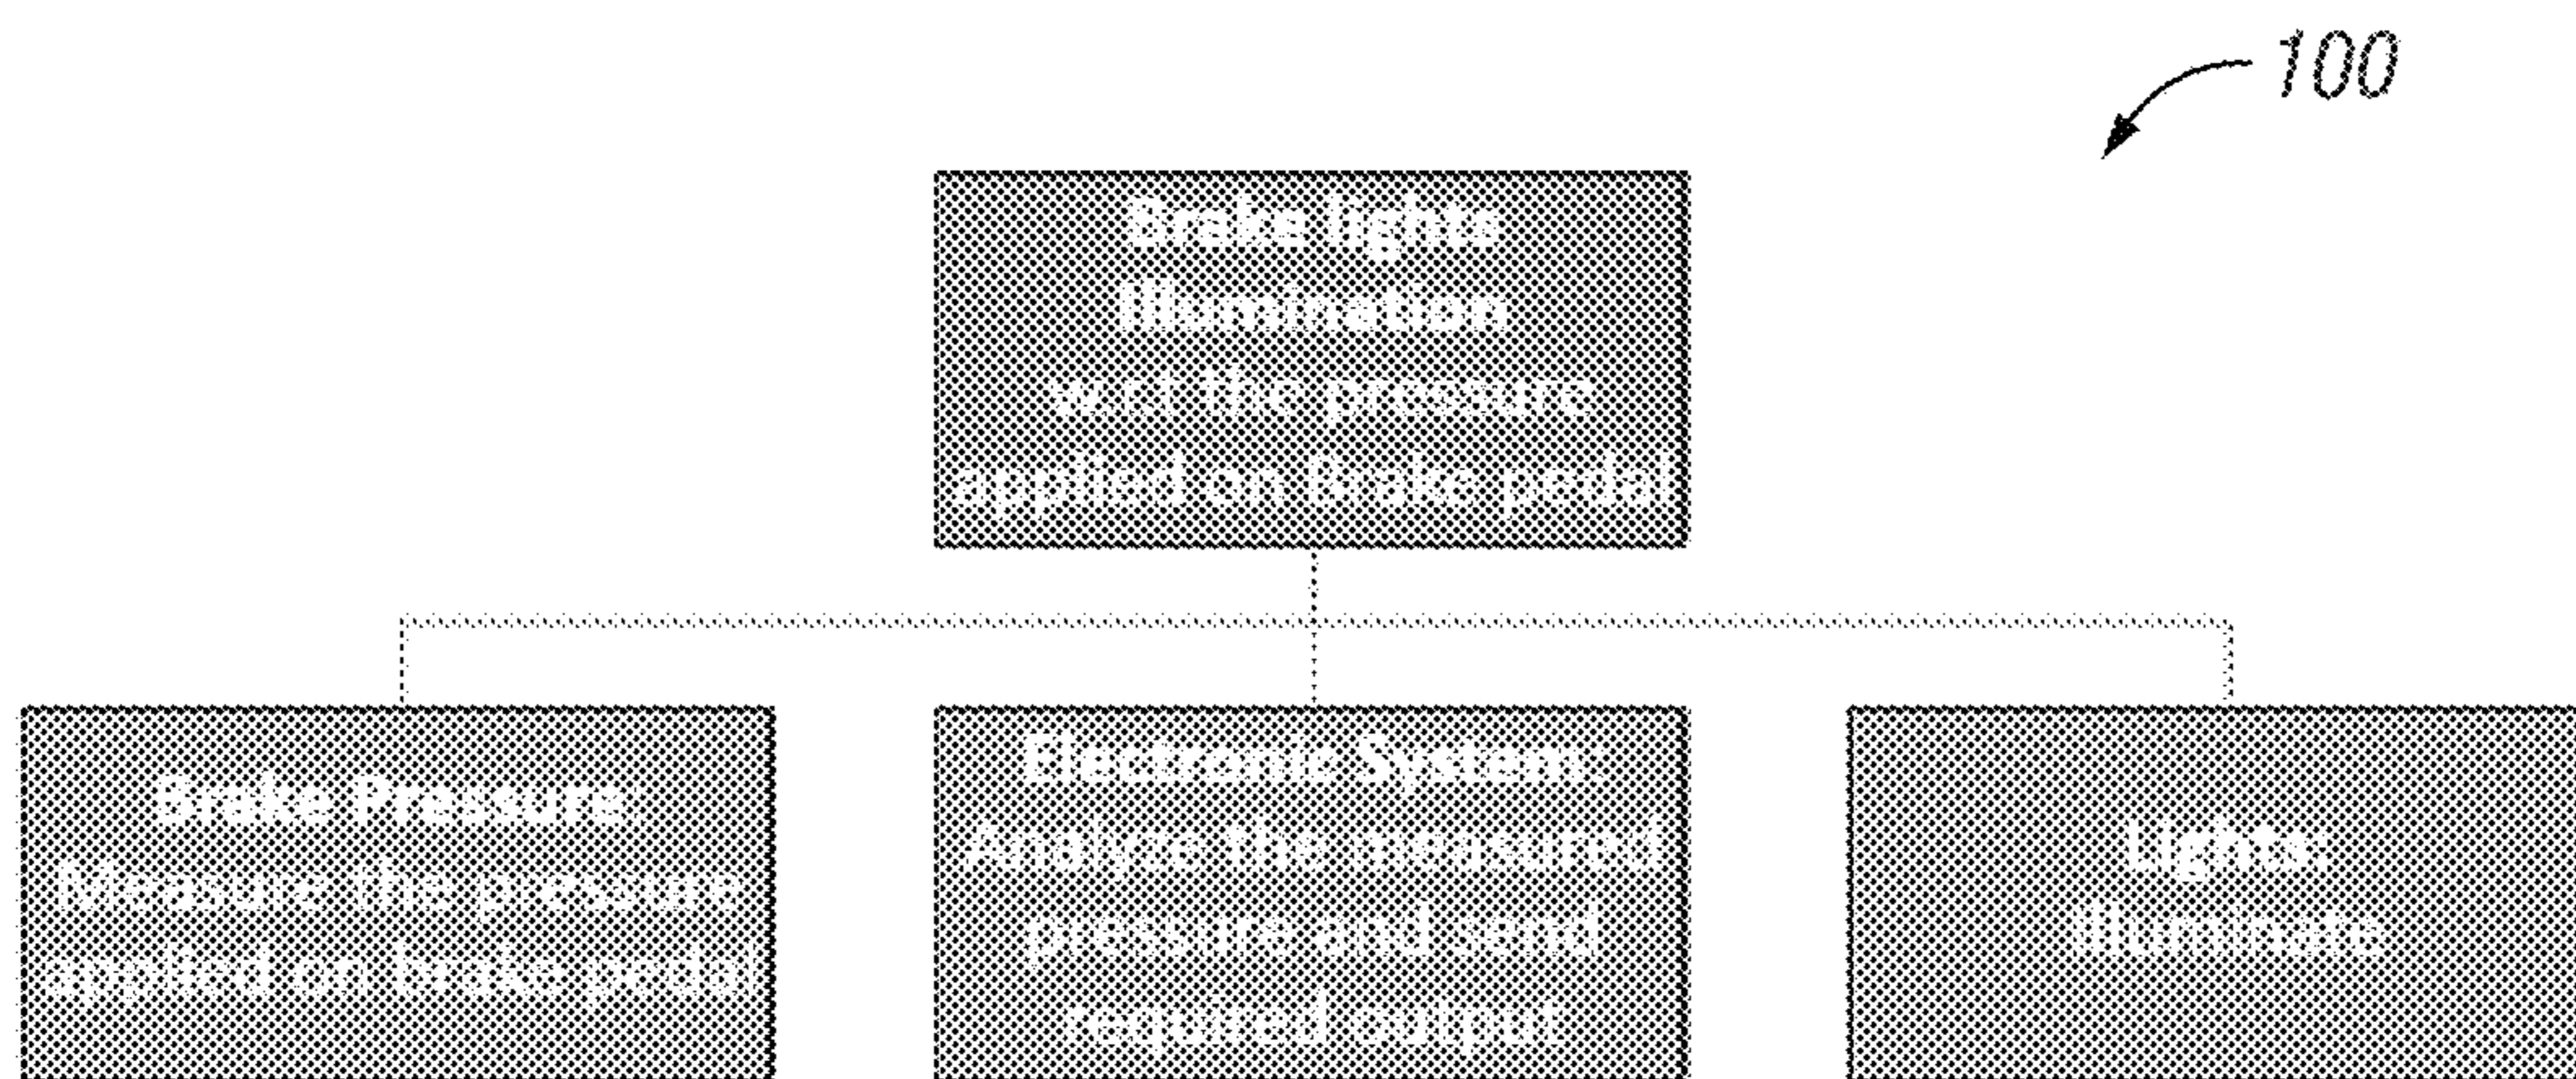 100
Brake lights
Illumination
w.r.t the pressure
applied on Brake pedal
Brake Pressure:
Measure the pressure
applied on brake pedal
Electronic System:
Analyze the measured
pressure and send
required output
Lights:
Illuminate